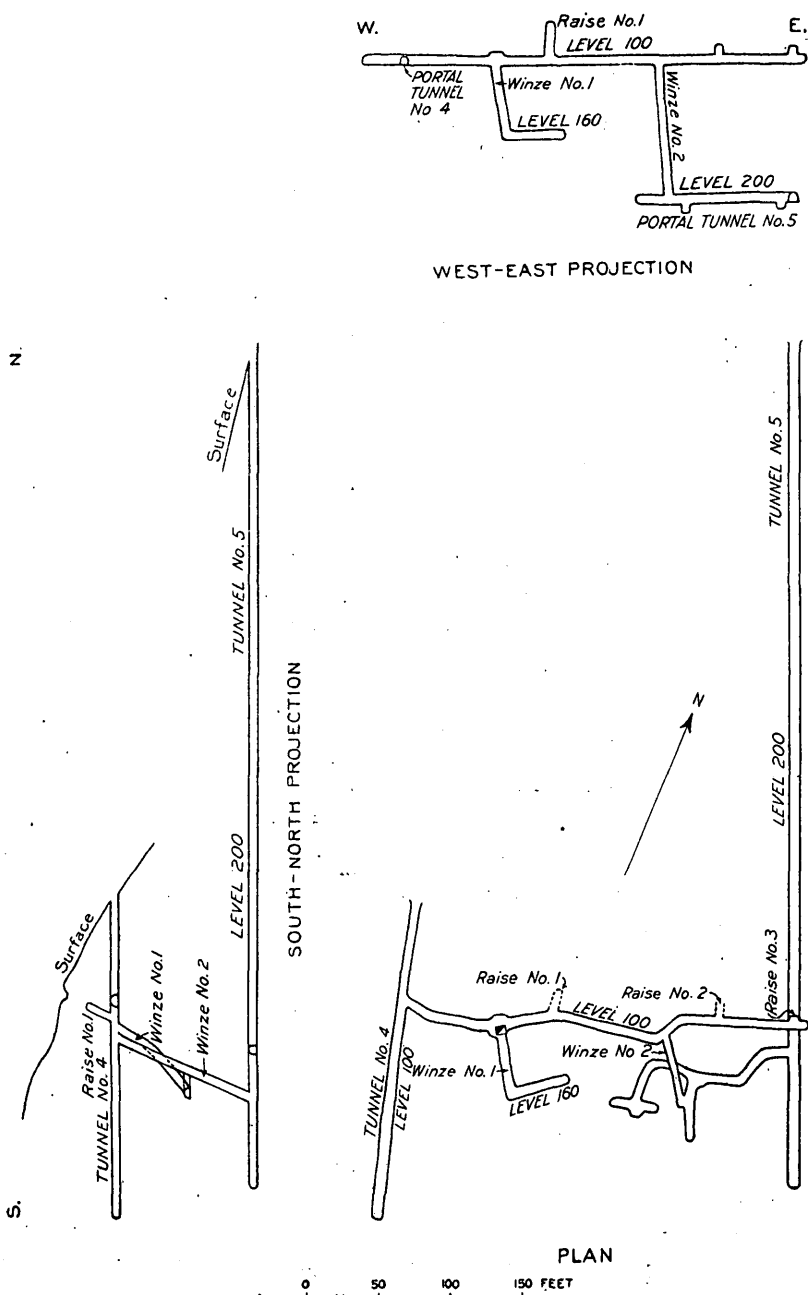 W.
Raise No.1
LEVEL 100
E.
PORTAL
TUNNEL
No 4
Winze No.1
LEVEL 160
Winze No. 2
LEVEL 200
PORTAL TUNNEL No.5
WEST-EAST PROJECTION
N.
Surface
TUNNEL No.5
LEVEL 200
Surface
Winze No.1
Winze No.2
Raise No.1
TUNNEL No. 4
S.
SOUTH-NORTH PROJECTION
TUNNEL No.5
LEVEL 200
N
Raise No. 1
LEVEL 100
Raise No. 2
Raise No.3
TUNNEL No. 4
LEVEL 100
Winze No.1
LEVEL 160
Winze No 2
PLAN
0 50 100 150 FEET